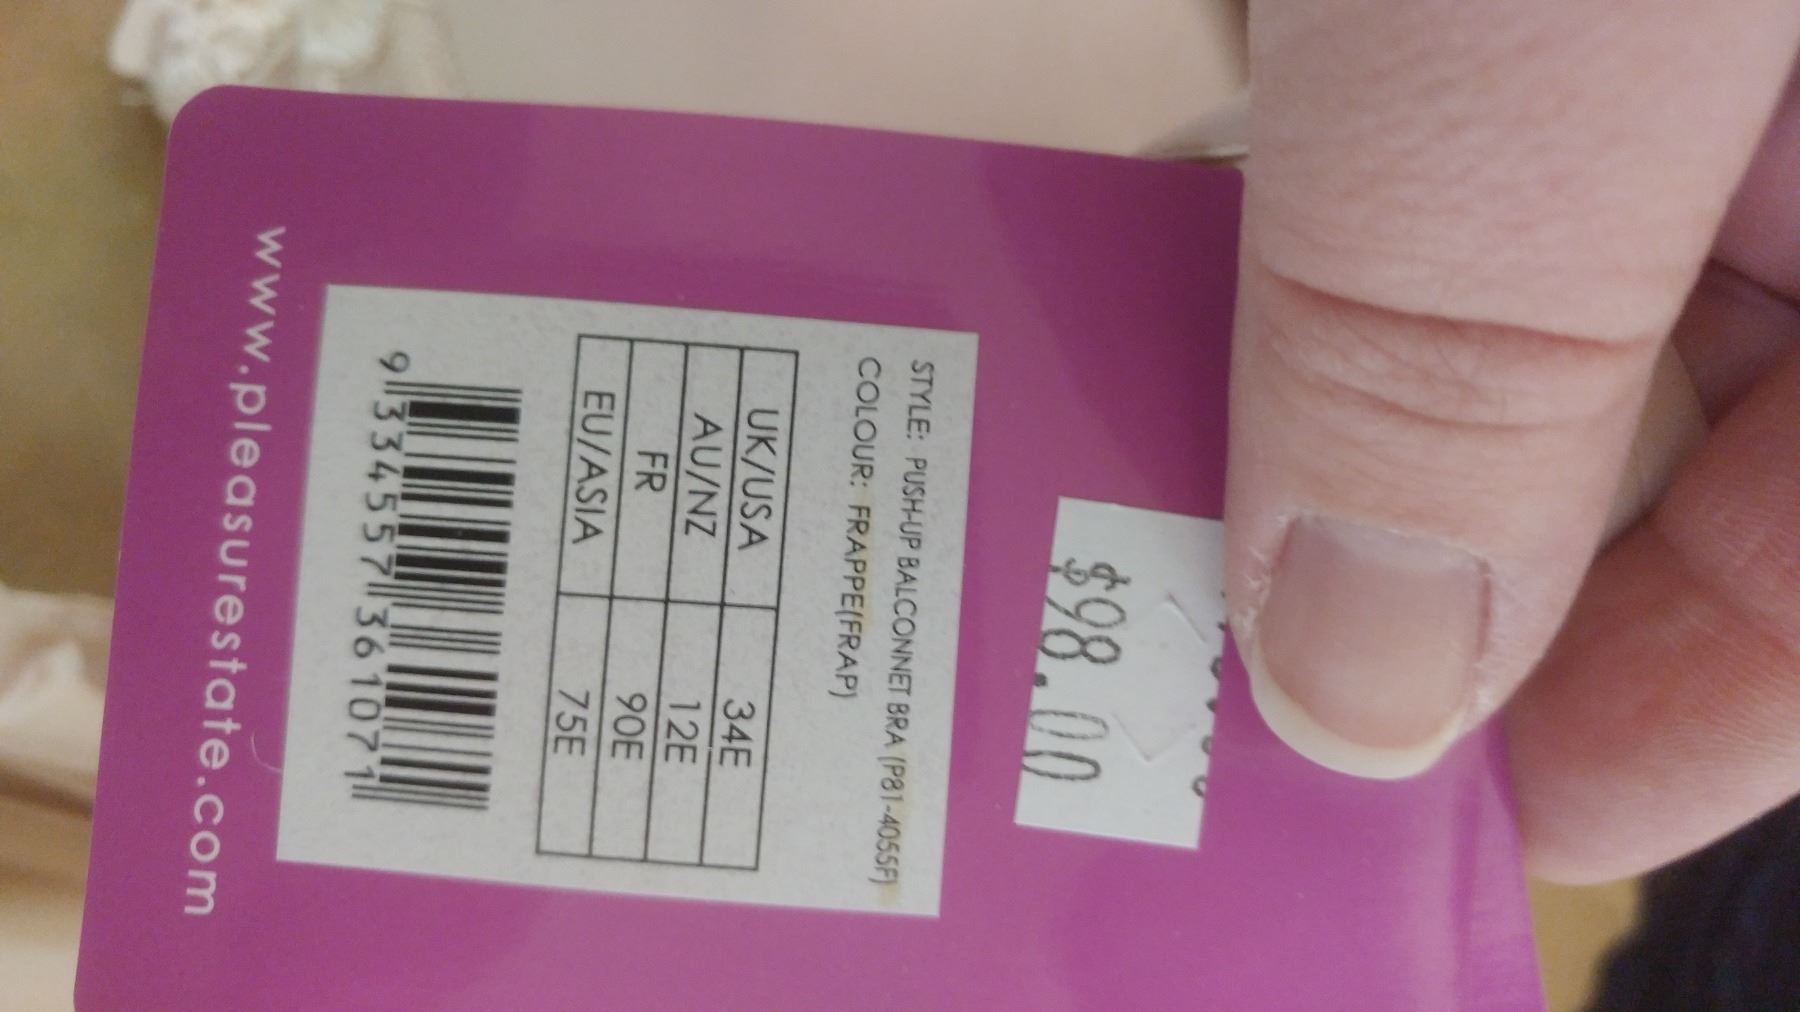 $98.00
STYLE: PUSH-UP BALCONNET BRA (P81-4055F)
COLOUR: FRAPPE(FRAP)
UK/USA 34E
AU/NZ 12E
FR 90E
EU/ASIA 75E
9 334557 361071
www.pleasurestate.com